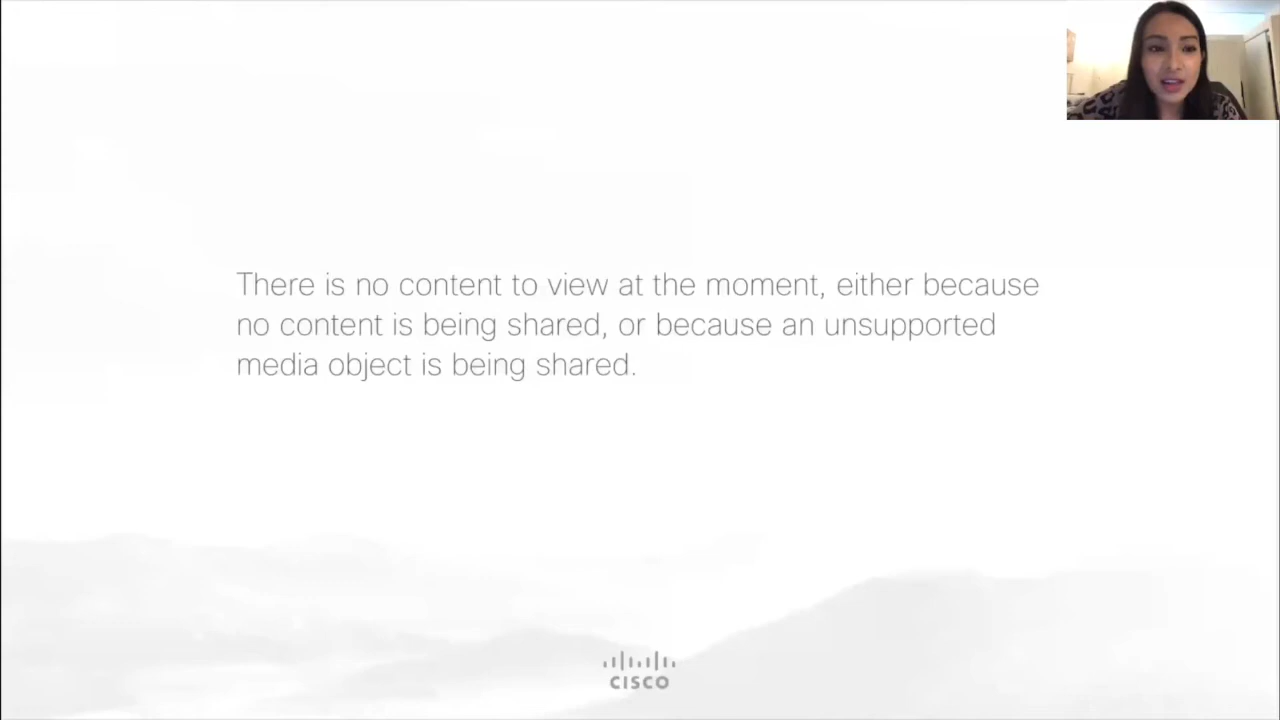 There is no content to view at the moment, either because
no content is being shared, or because an unsupported
media object is being shared.
CISCO